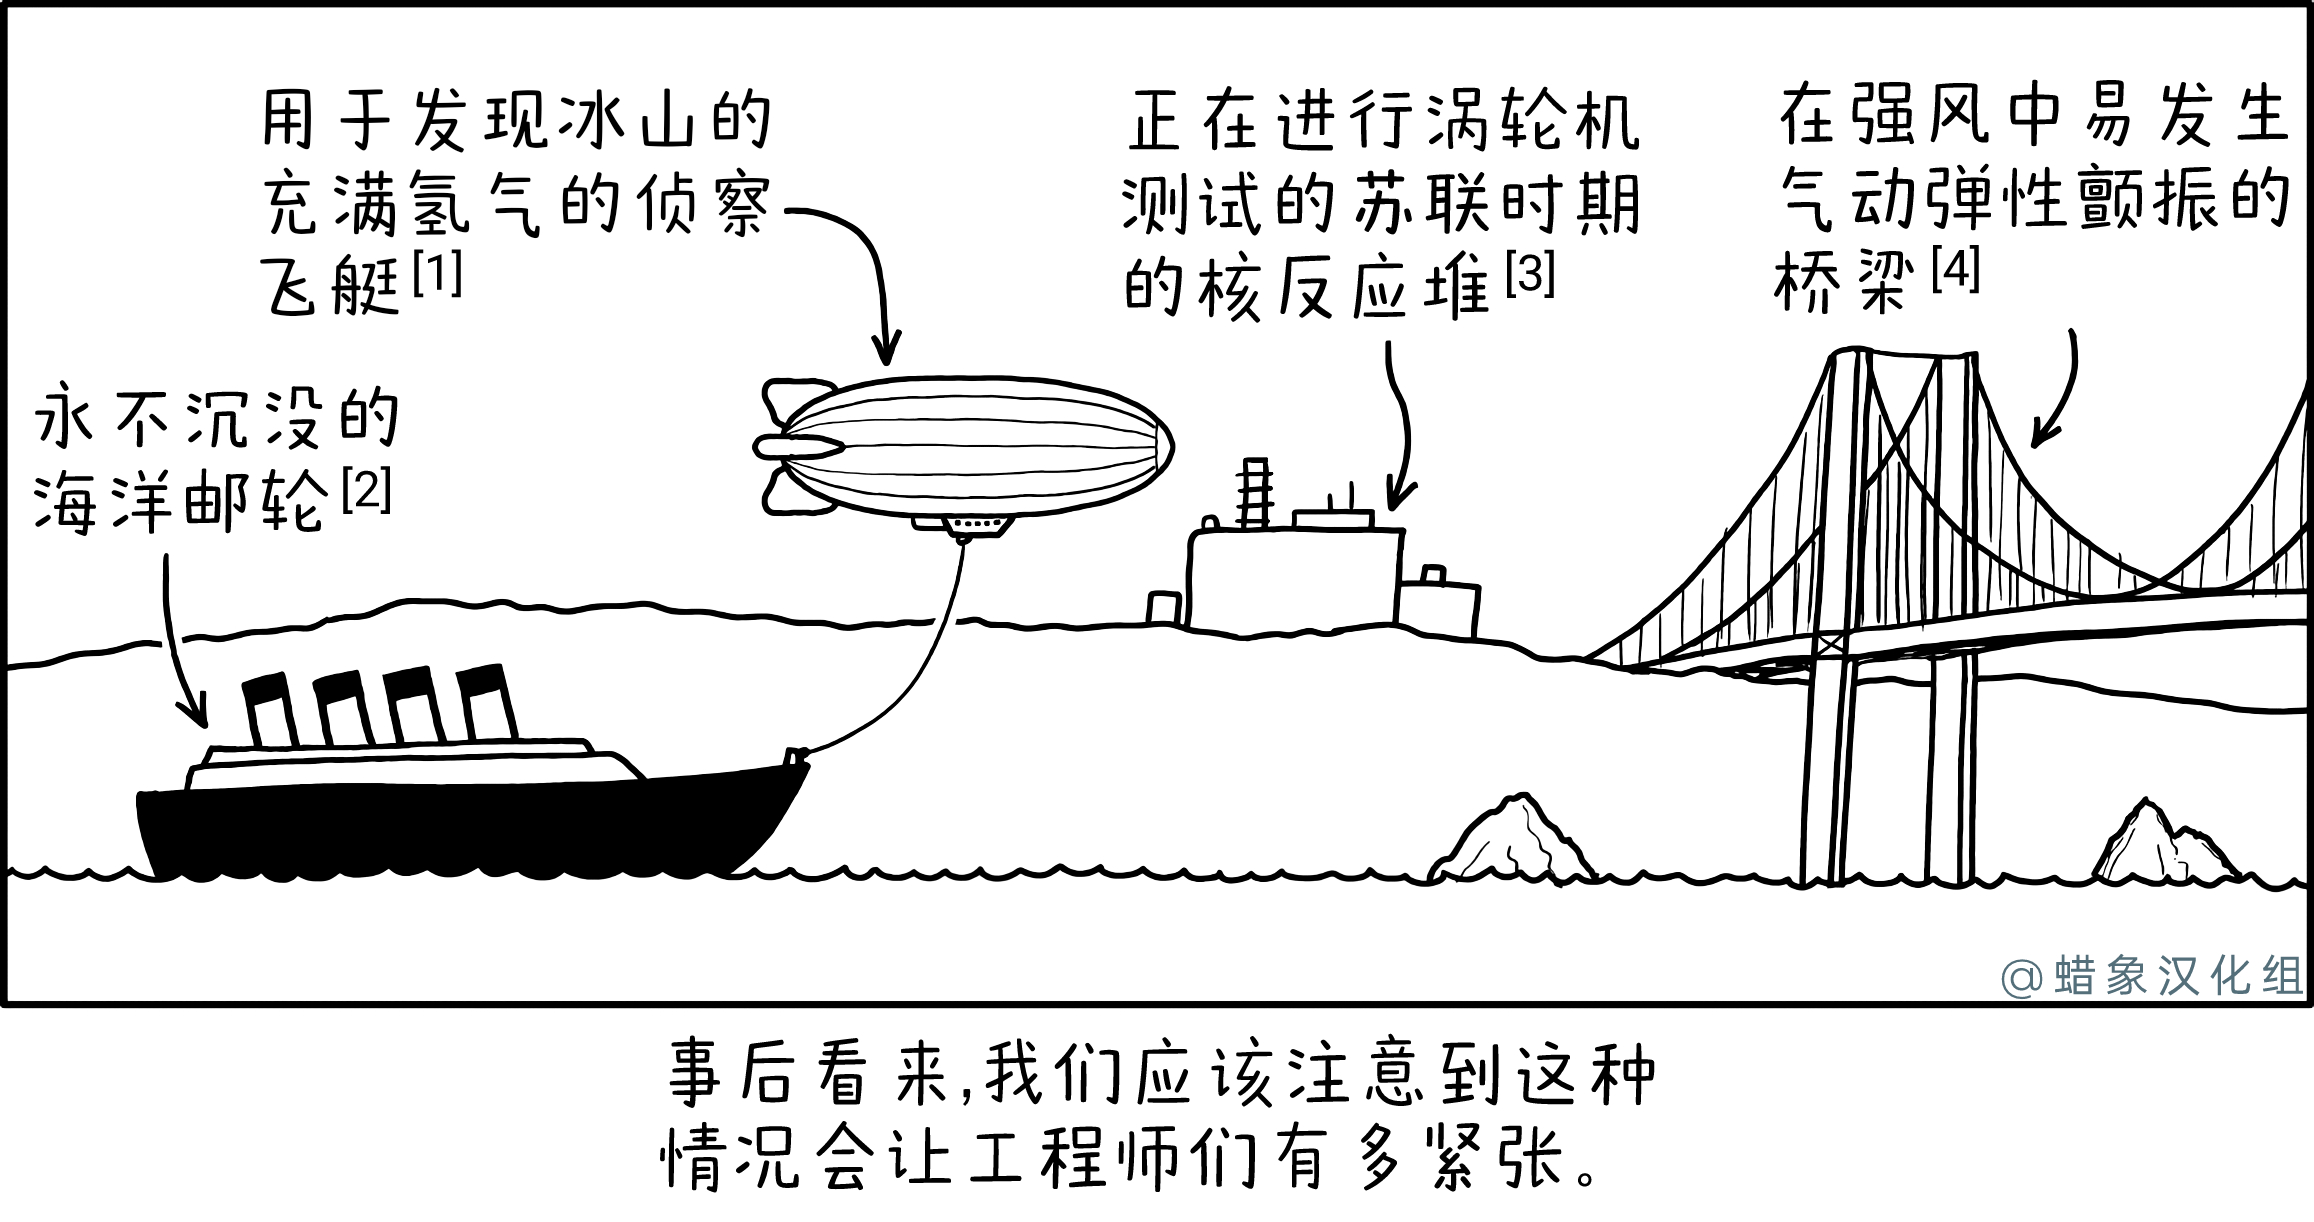 用于发现冰山的
充满氢气的侦察
飞艇[1]
永不沉没的
海洋邮轮[2]
正在进行涡轮机
测试的苏联时期
的核反应堆[3]
在强风中易发生
气动弹性颤振的
桥梁[4]
@蜡象汉化组
事后看来,我们应该注意到这种
情况会让工程师们有多紧张。